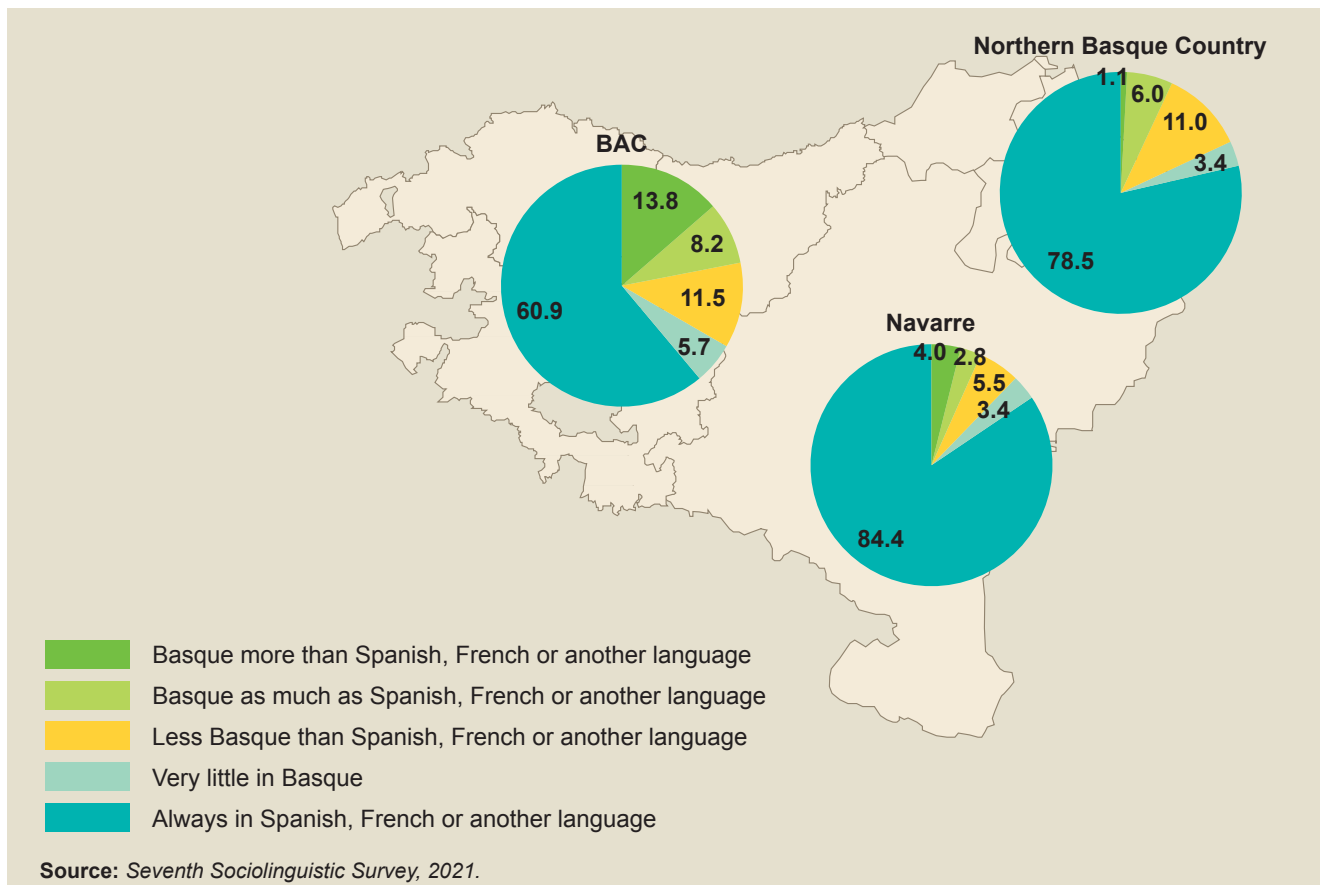 Northern Basque Country
1.1
6.0
11.0
3.4
78.5
BAC
13.8
8.2
11.5
5.7
60.9
Navarre
4.0
2.8
5.5
3.4
84.4
Basque more than Spanish, French or another language
Basque as much as Spanish, French or another language
Less Basque than Spanish, French or another language
Very little in Basque
Always in Spanish, French or another language
Source: Seventh Sociolinguistic Survey, 2021.